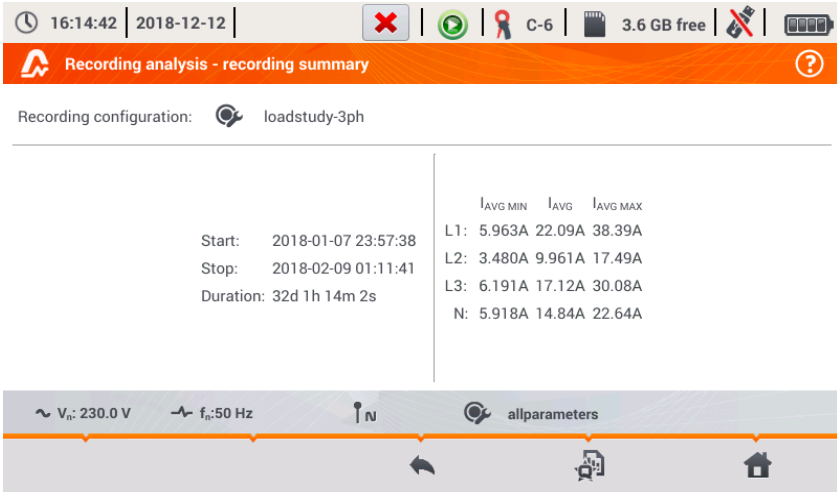 16:14:42 2018-12-12 C-6 3.6 GB free
Recording analysis - recording summary ?
Recording configuration: loadstudy-3ph
Start: 2018-01-07 23:57:38
Stop: 2018-02-09 01:11:41
Duration: 32d 1h 14m 2s
IAVG MIN IAVG IAVG MAX
L1: 5.963A 22.09A 38.39A
L2: 3.480A 9.961A 17.49A
L3: 6.191A 17.12A 30.08A
N: 5.918A 14.84A 22.64A
Vn: 230.0 V fn:50 Hz N allparameters